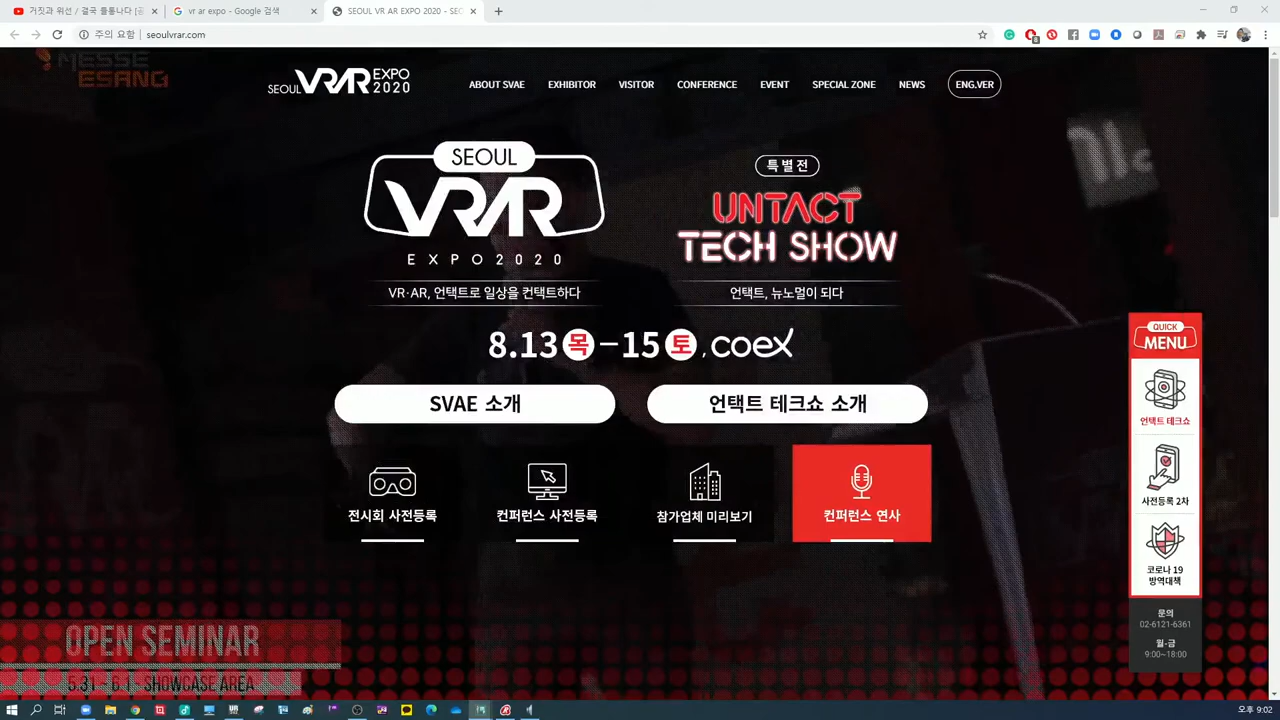 거짓과 위선 / 결국 들통나다 [공
vr ar expo - Google 검색
SEOUL VR AR EXPO 2020 - SEO
주의 요함
seoulvrar.com
MESSE
ESANG
SEOUL VRAR EXPO 2020
ABOUT SVAE
EXHIBITOR
VISITOR
CONFERENCE
EVENT
SPECIAL ZONE
NEWS
ENG.VER
SEOUL
VRAR
EXPO2020
VR·AR, 언택트로 일상을 컨택트하다
특별전
UNTACT
TECH SHOW
언택트, 뉴노멀이 되다
8.13 목 - 15 토, coex
SVAE 소개
언택트 테크쇼 소개
전시회 사전등록
컨퍼런스 사전등록
참가업체 미리보기
컨퍼런스 연사
QUICK
MENU
언택트 테크쇼
사전등록 2차
코로나 19
방역대책
문의
02-6121-6361
월-금
9:00~18:00
OPEN SEMINAR
5.31 - 6.1 SHOWCASE AREA
오후 9:02